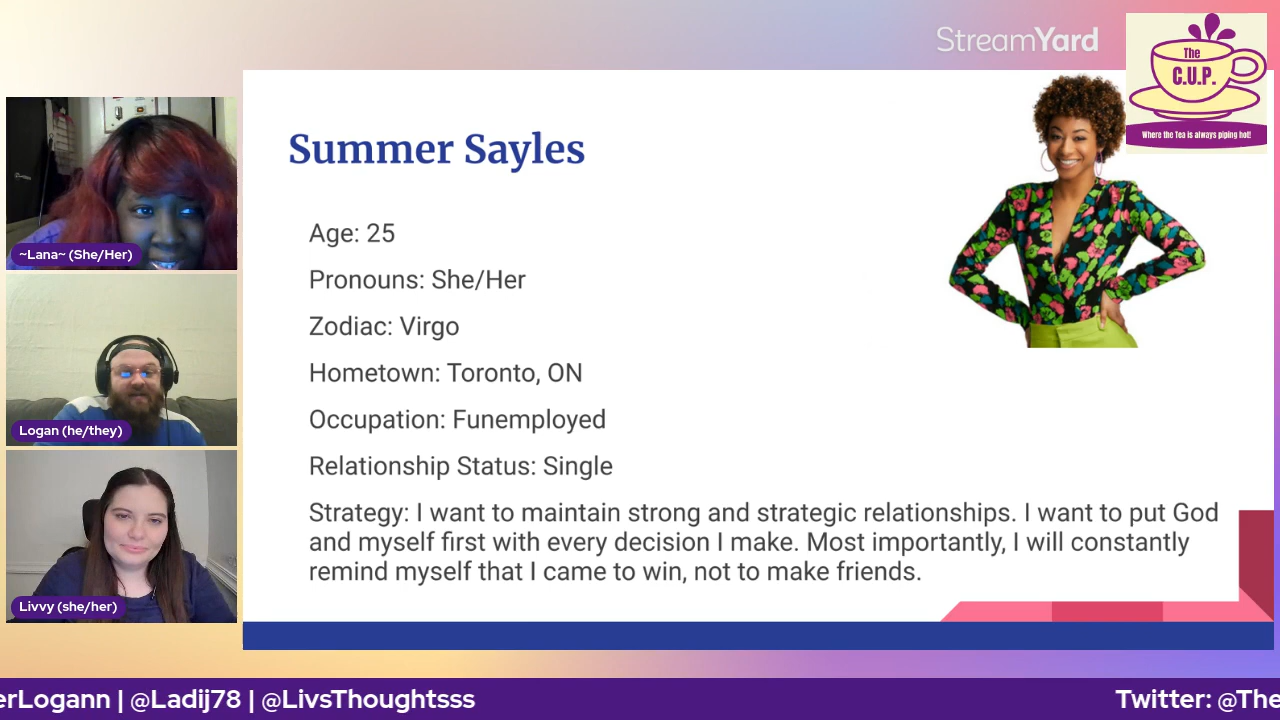 StreamYard
The
C.U.P.
Where the Tea is always piping hot!
Summer Sayles
Age: 25
Pronouns: She/Her
Zodiac: Virgo
Hometown: Toronto, ON
Occupation: Funemployed
Relationship Status: Single
Strategy: I want to maintain strong and strategic relationships. I want to put God
and myself first with every decision I make. Most importantly, I will constantly
remind myself that I came to win, not to make friends.
~Lana~ (She/Her)
Logan (he/they)
Livvy (she/her)
erLogann | @Ladij78 | @LivsThoughtsss
Twitter: @The